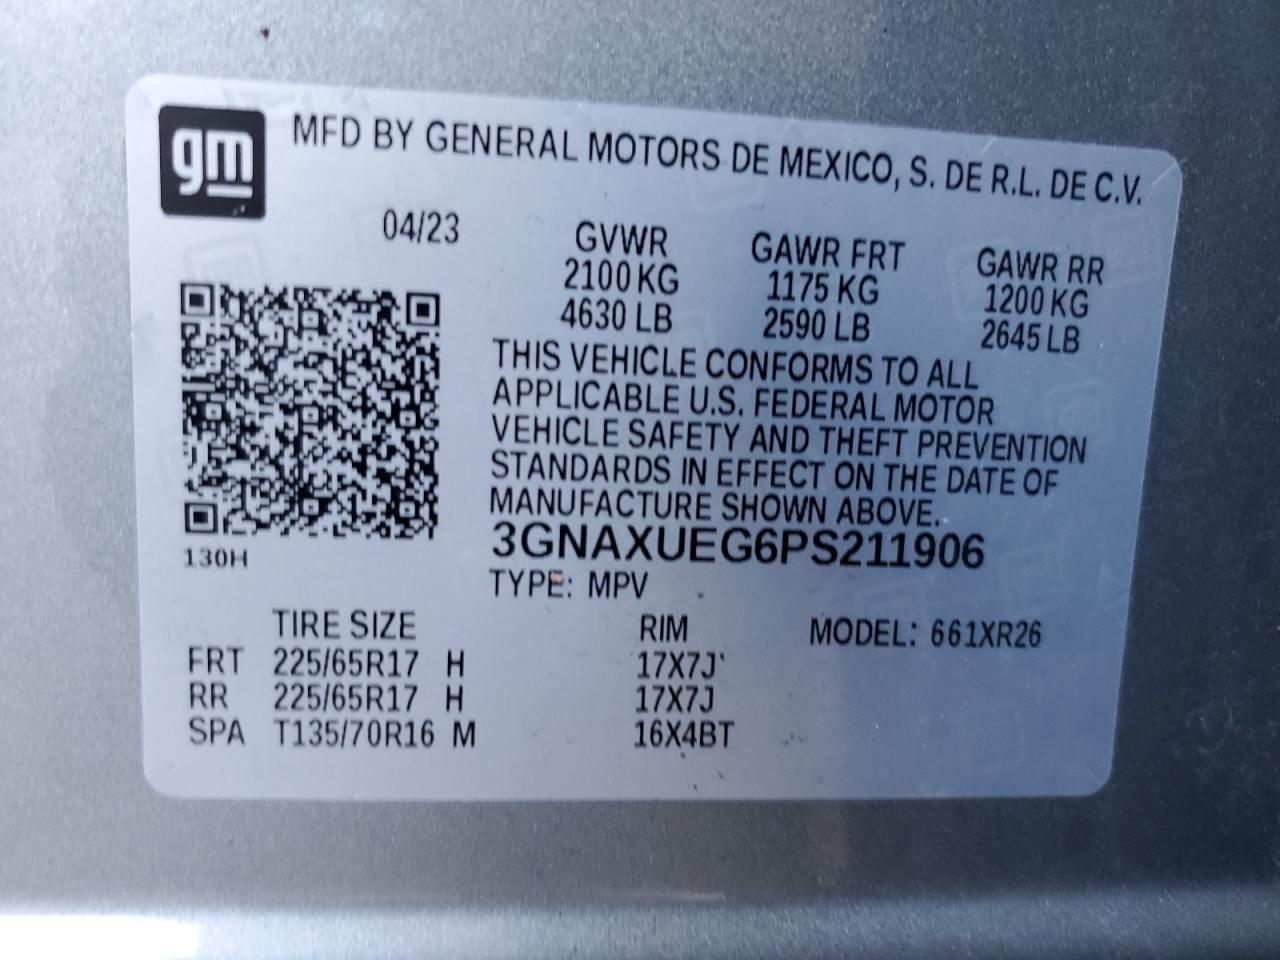 gm
MFD BY GENERAL MOTORS DE MEXICO, S. DE R.L. DE C.V.
04/23 GVWR GAWR FRT GAWR RR
2100 KG 1175 KG 1200 KG
4630 LB 2590 LB 2645 LB
THIS VEHICLE CONFORMS TO ALL
APPLICABLE U.S. FEDERAL MOTOR
VEHICLE SAFETY AND THEFT PREVENTION
STANDARDS IN EFFECT ON THE DATE OF
MANUFACTURE SHOWN ABOVE.
3GNAXUEG6PS211906
130H
TYPE: MPV
TIRE SIZE RIM MODEL: 661XR26
FRT 225/65R17 H 17X7J
RR 225/65R17 H 17X7J
SPA T135/70R16 M 16X4BT